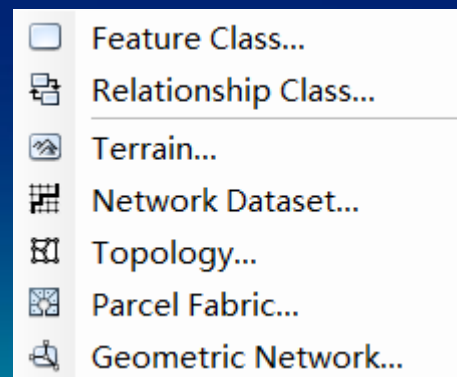 Feature Class...
Relationship Class...
Terrain...
Network Dataset...
Topology...
Parcel Fabric...
Geometric Network...